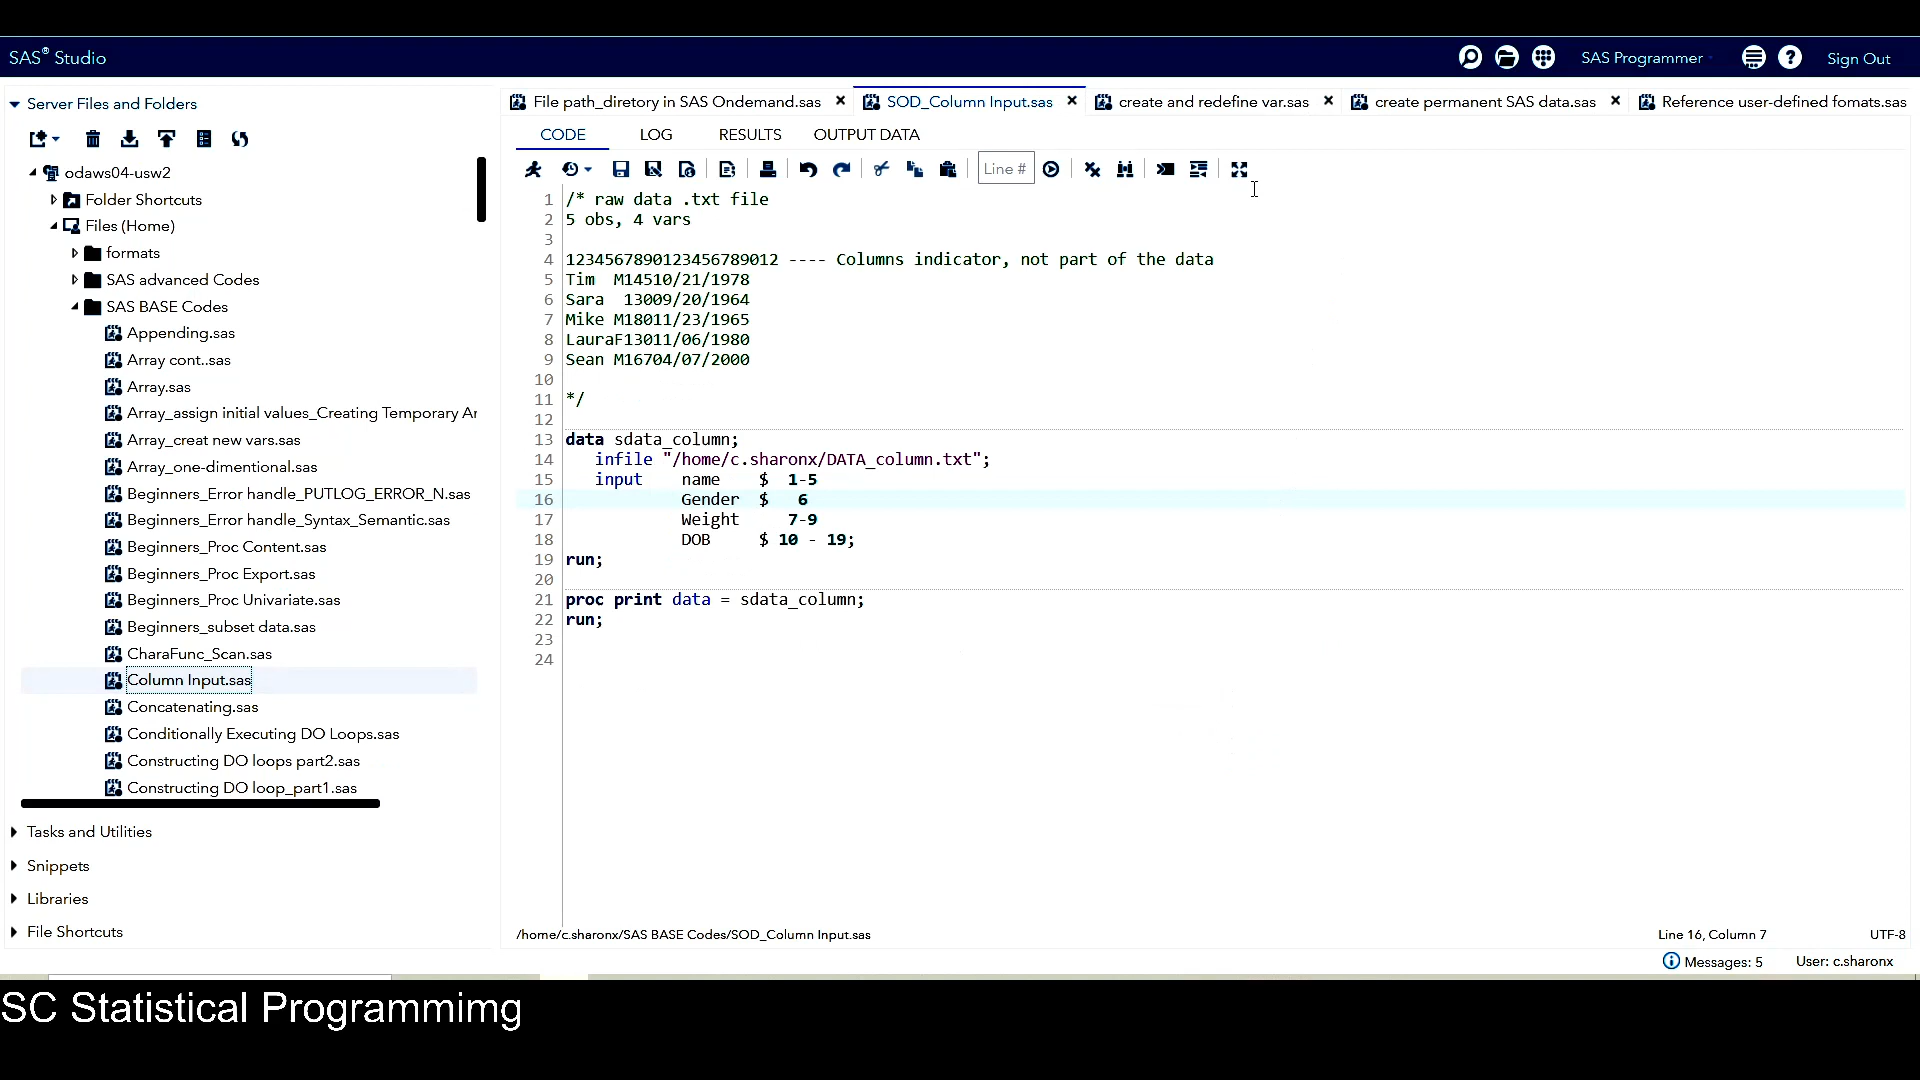 SAS® Studio
SAS Programmer
Sign Out
Server Files and Folders
odaws04-usw2
Folder Shortcuts
Files (Home)
formats
SAS advanced Codes
SAS BASE Codes
Appending.sas
Array cont..sas
Array.sas
Array_assign initial values_Creating Temporary Ar
Array_creat new vars.sas
Array_one-dimentional.sas
Beginners_Error handle_PUTLOG_ERROR_N.sas
Beginners_Error handle_Syntax_Semantic.sas
Beginners_Proc Content.sas
Beginners_Proc Export.sas
Beginners_Proc Univariate.sas
Beginners_subset data.sas
CharaFunc_Scan.sas
Column Input.sas
Concatenating.sas
Conditionally Executing DO Loops.sas
Constructing DO loops part2.sas
Constructing DO loop_part1.sas
Tasks and Utilities
Snippets
Libraries
File Shortcuts
File path_diretory in SAS Ondemand.sas
SOD_Column Input.sas
create and redefine var.sas
create permanent SAS data.sas
Reference user-defined fomats.sas
CODE LOG RESULTS OUTPUT DATA
Line #
1 /* raw data .txt file
2 5 obs, 4 vars
3
4 1234567890123456789012 ---- Columns indicator, not part of the data
5 Tim  M14510/21/1978
6 Sara  13009/20/1964
7 Mike M18011/23/1965
8 LauraF13011/06/1980
9 Sean M16704/07/2000
10
11 */
12
13 data sdata_column;
14 infile "/home/c.sharonx/DATA_column.txt";
15 input name $ 1-5
16 Gender $ 6
17 Weight 7-9
18 DOB $ 10 - 19;
19 run;
20
21 proc print data = sdata_column;
22 run;
23
24
/home/c.sharonx/SAS BASE Codes/SOD_Column Input.sas
Line 16, Column 7
UTF-8
Messages: 5
User: c.sharonx
SC Statistical Programmimg